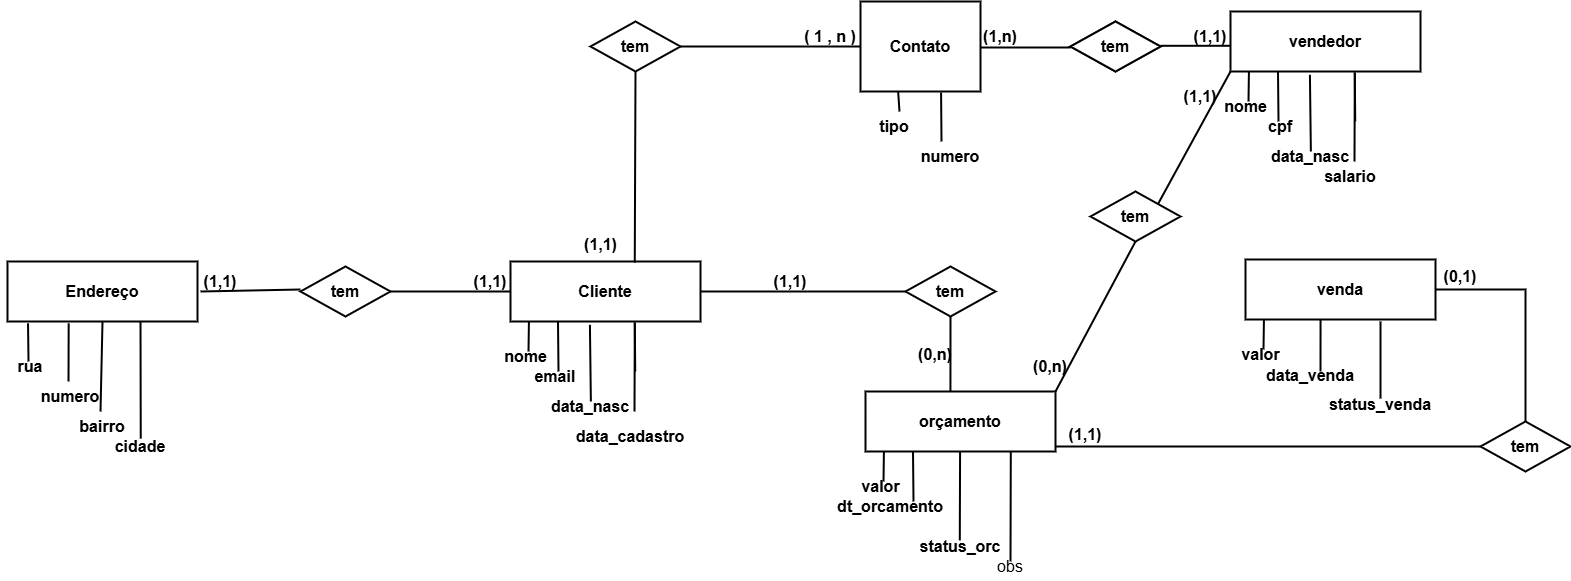 tem
( 1 , n )
Contato
(1,n)
tem
(1,1)
vendedor
tipo
numero
(1,1)
nome
cpf
data_nasc
salario
tem
Endereço
(1,1)
tem
(1,1)
(1,1)
Cliente
(1,1)
tem
venda
(0,1)
rua
numero
bairro
cidade
nome
email
data_nasc
data_cadastro
(0,n)
(0,n)
valor
data_venda
status_venda
orçamento
(1,1)
tem
valor
dt_orcamento
status_orc
obs